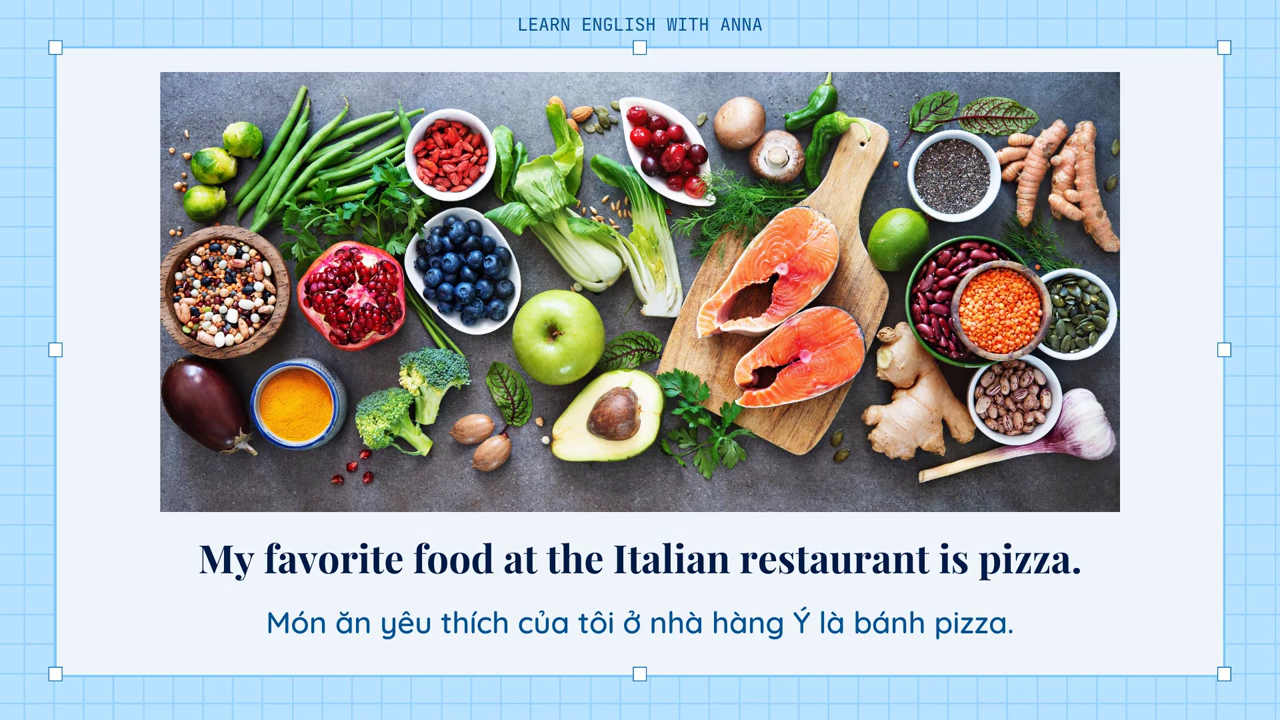 LEARN ENGLISH WITH ANNA
My favorite food at the Italian restaurant is pizza.
Món ăn yêu thích của tôi ở nhà hàng Ý là bánh pizza.